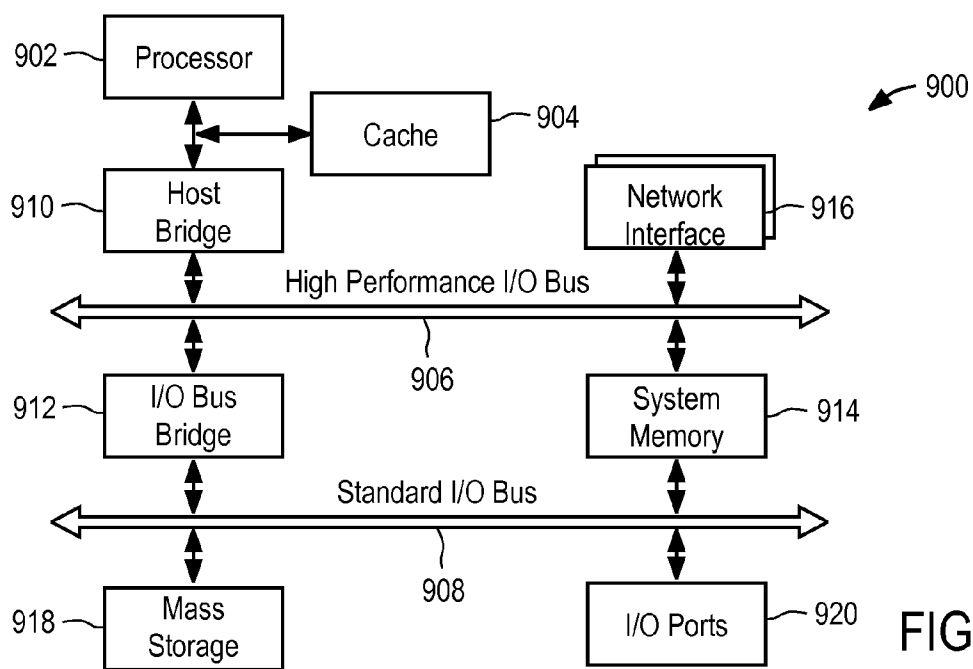 902
Processor
900
Cache
904
910
Host
Bridge
Network
Interface
916
High Performance I/O Bus
906
912
I/O Bus
Bridge
System
Memory
914
Standard I/O Bus
908
918
Mass
Storage
I/O Ports
920
FIG